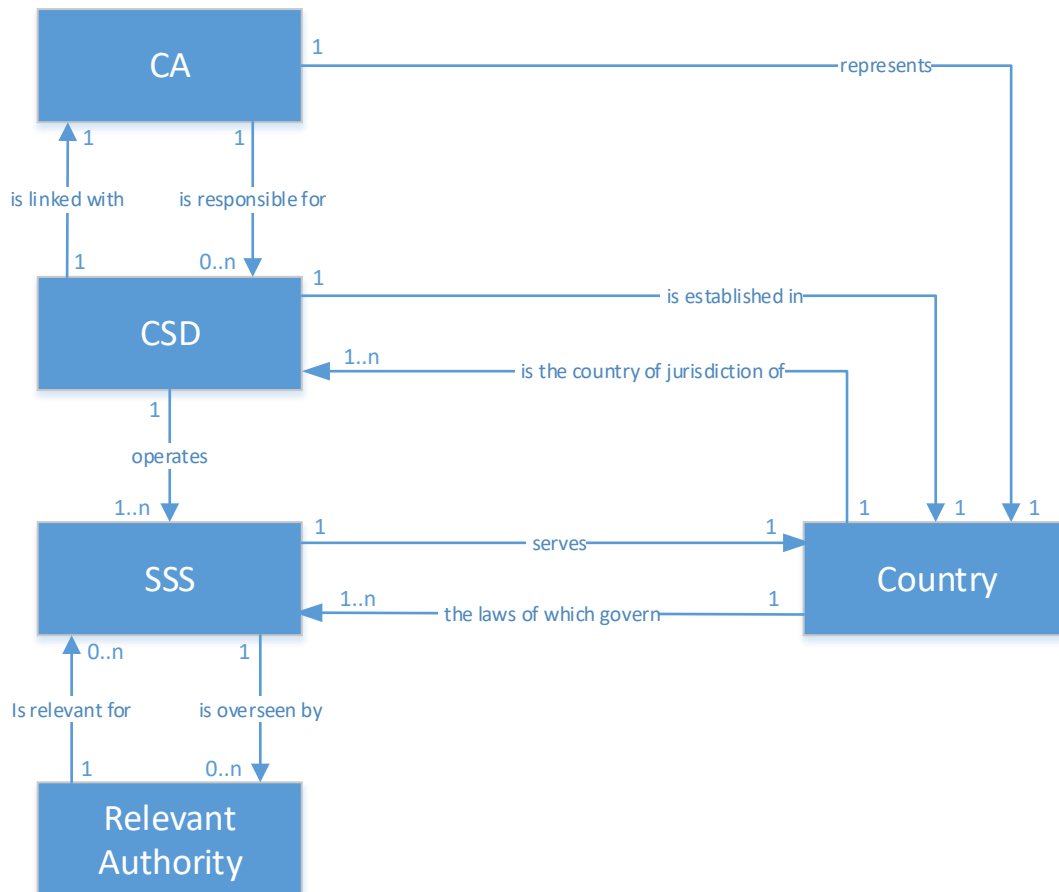 CA
1
represents
1
1
is linked with
is responsible for
1
0..n
1
is established in
CSD
1..n
is the country of jurisdiction of
1
operates
1..n
1
1
1
1
serves
1
SSS
Country
1..n
the laws of which govern
1
0..n
1
Is relevant for
is overseen by
1
0..n
Relevant
Authority